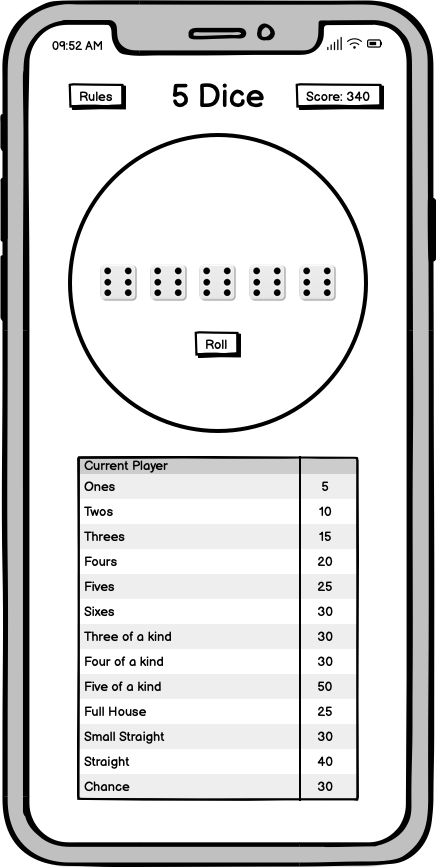 09:52 AM
Rules
5 Dice
Score: 340
Roll
Current Player
Ones 5
Twos 10
Threes 15
Fours 20
Fives 25
Sixes 30
Three of a kind 30
Four of a kind 30
Five of a kind 50
Full House 25
Small Straight 30
Straight 40
Chance 30